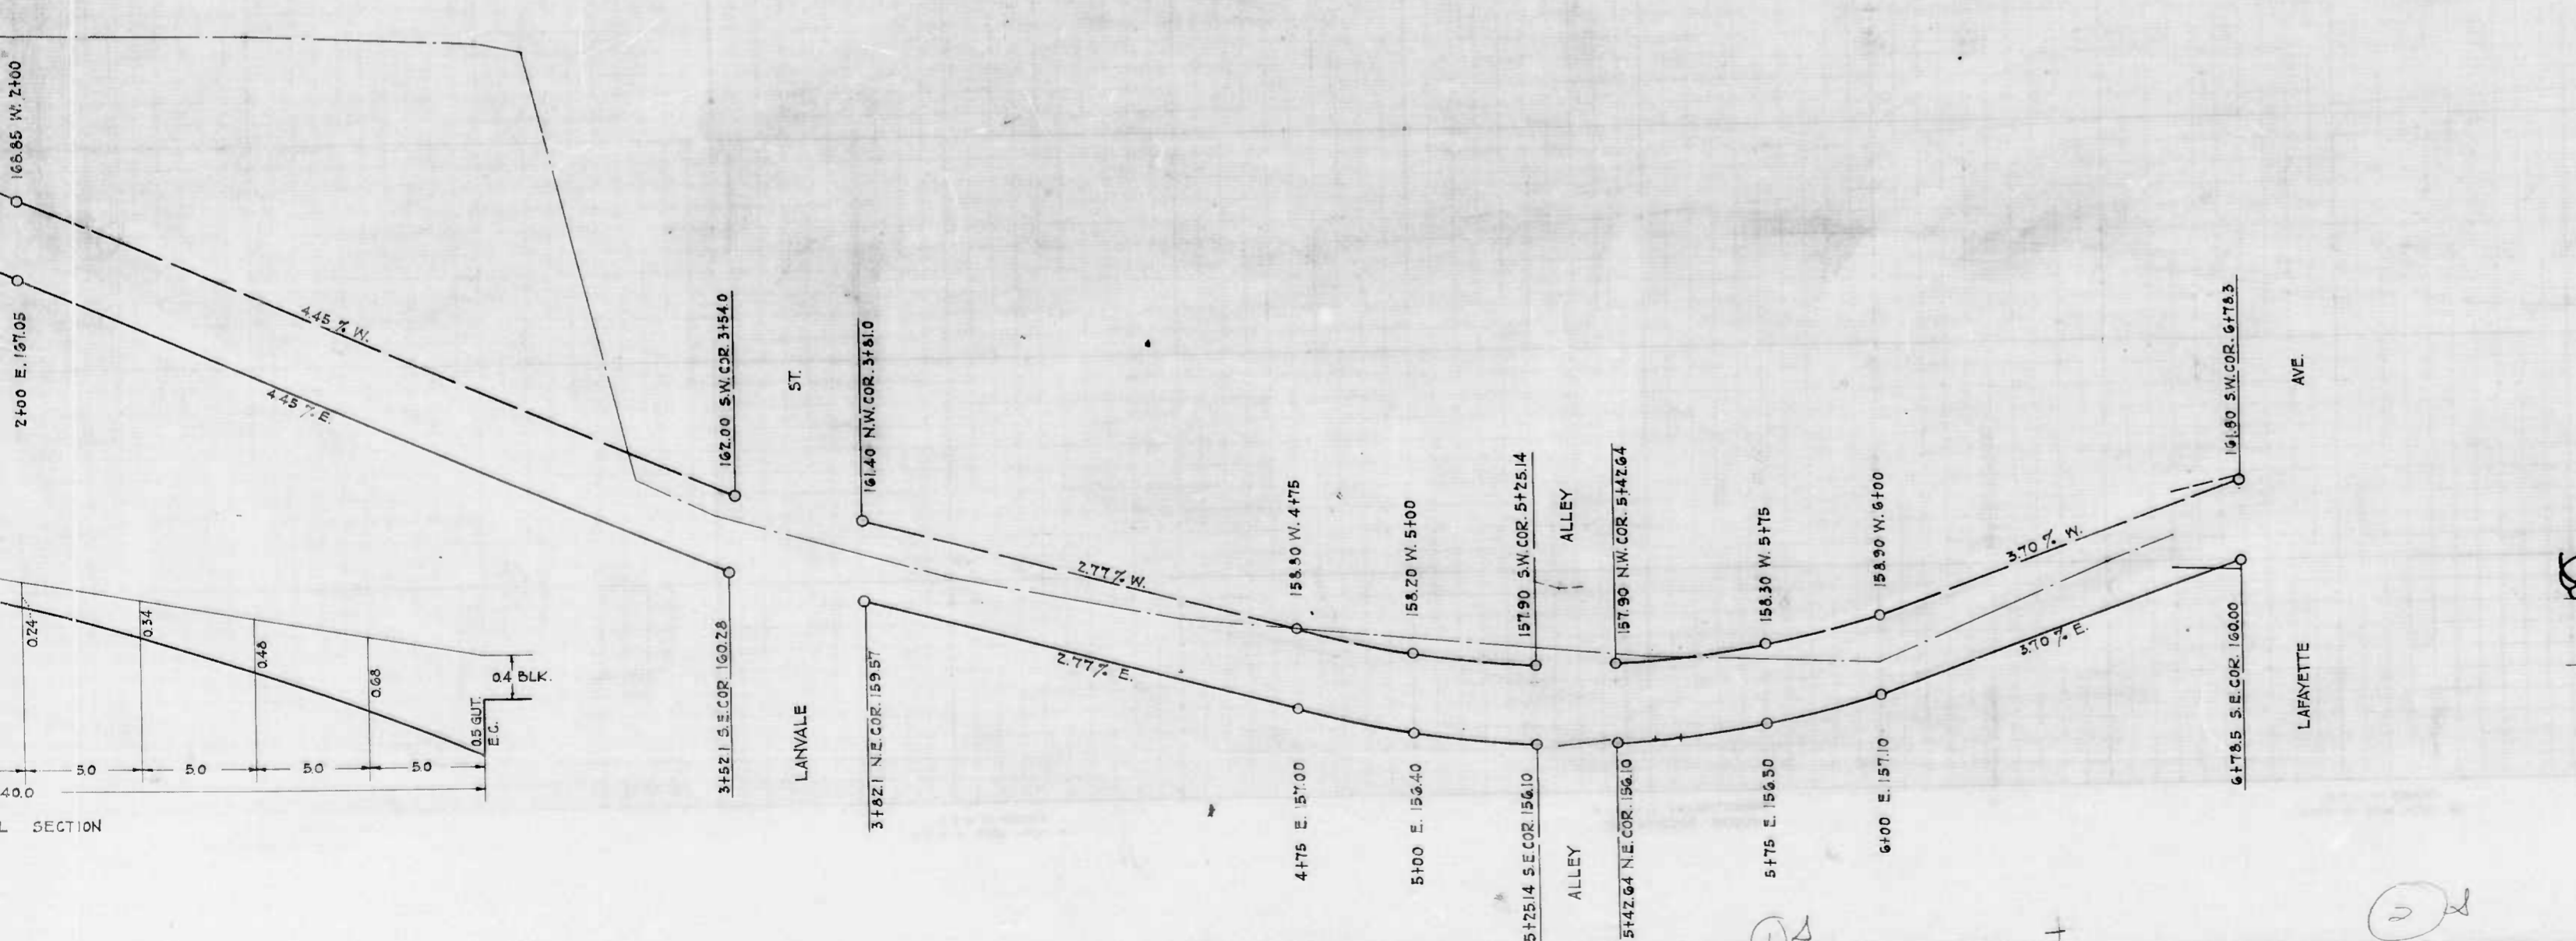 168.85 W. 2+00
2+00 E. 167.05
4.45 % W.
4.45 % E.
162.00 S.W. COR. 3+54.0
3+52.1 S.E. COR. 160.28
ST.
LANVALE
161.40 N.W. COR. 3+81.0
3+82.1 N.E. COR. 159.57
2.77 % W.
2.77 % E.
158.80 W. 4+75
4+75 E. 157.00
158.20 W. 5+00
5+00 E. 156.40
157.90 S.W. COR. 5+25.14
5+25.14 S.E. COR. 156.10
ALLEY
ALLEY
157.90 N.W. COR. 5+42.64
5+42.64 N.E. COR. 156.10
158.30 W. 5+75
5+75 E. 156.50
158.90 W. 6+00
6+00 E. 157.10
3.70 % W.
3.70 % E.
161.80 S.W. COR. 6+78.3
6+78.5 S.E. COR. 160.00
AVE.
LAFAYETTE
0.24
0.34
0.48
0.68
0.5 GUT.
E.C.
0.4 BLK.
5.0
5.0
5.0
5.0
40.0
L SECTION
1
2